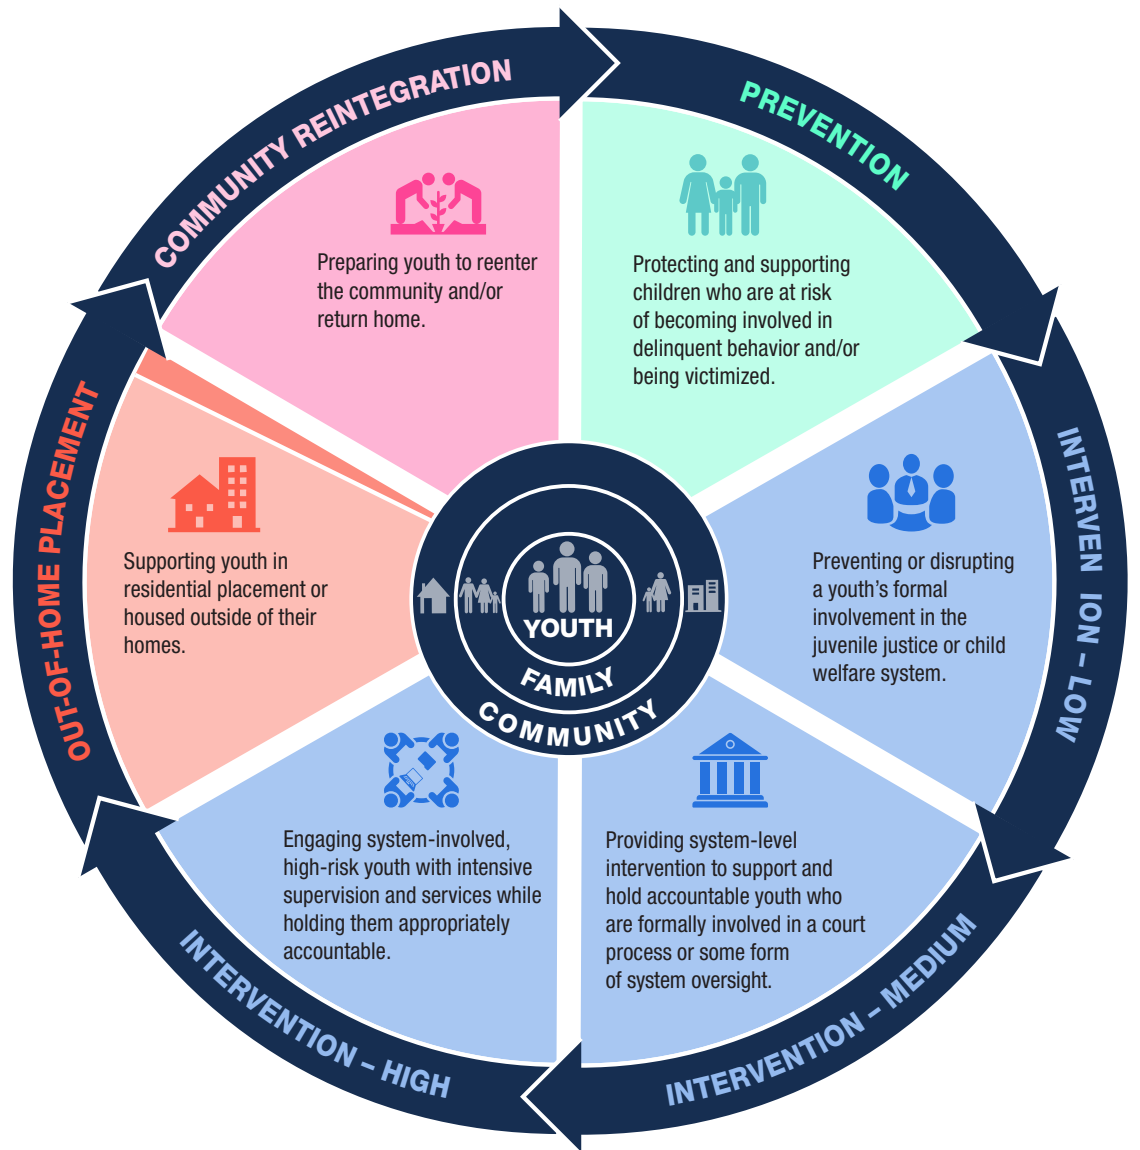 COMMUNITY REINTEGRATION
PREVENTION
Preparing youth to reenter
the community and/or
return home.
Protecting and supporting
children who are at risk
of becoming involved in
delinquent behavior and/or
being victimized.
INTERVEN ION – LOW
Preventing or disrupting
a youth’s formal
involvement in the
juvenile justice or child
welfare system.
INTERVENTION – MEDIUM
Providing system-level
intervention to support and
hold accountable youth who
are formally involved in a court
process or some form
of system oversight.
INTERVENTION – HIGH
Engaging system-involved,
high-risk youth with intensive
supervision and services while
holding them appropriately
accountable.
OUT-OF-HOME PLACEMENT
Supporting youth in
residential placement or
housed outside of their
homes.
YOUTH
FAMILY
COMMUNITY